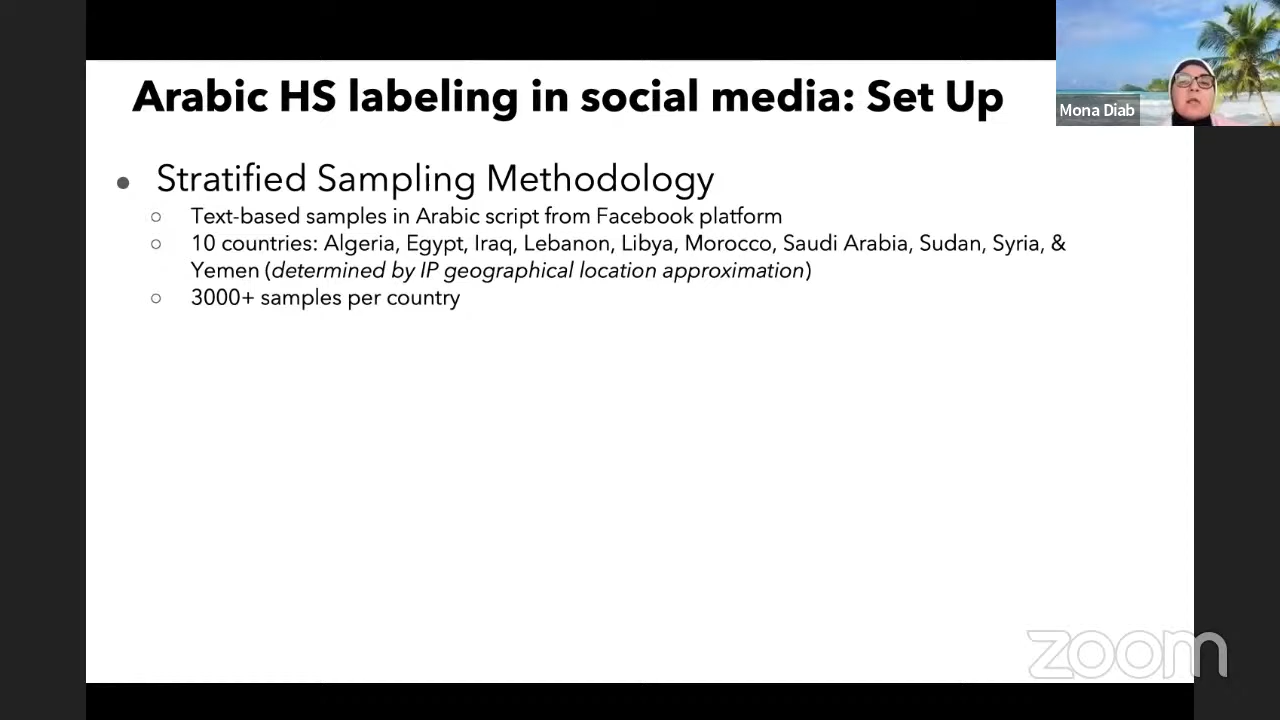 Arabic HS labeling in social media: Set Up
Mona Diab
● Stratified Sampling Methodology
○ Text-based samples in Arabic script from Facebook platform
○ 10 countries: Algeria, Egypt, Iraq, Lebanon, Libya, Morocco, Saudi Arabia, Sudan, Syria, &
Yemen (determined by IP geographical location approximation)
○ 3000+ samples per country
zoom